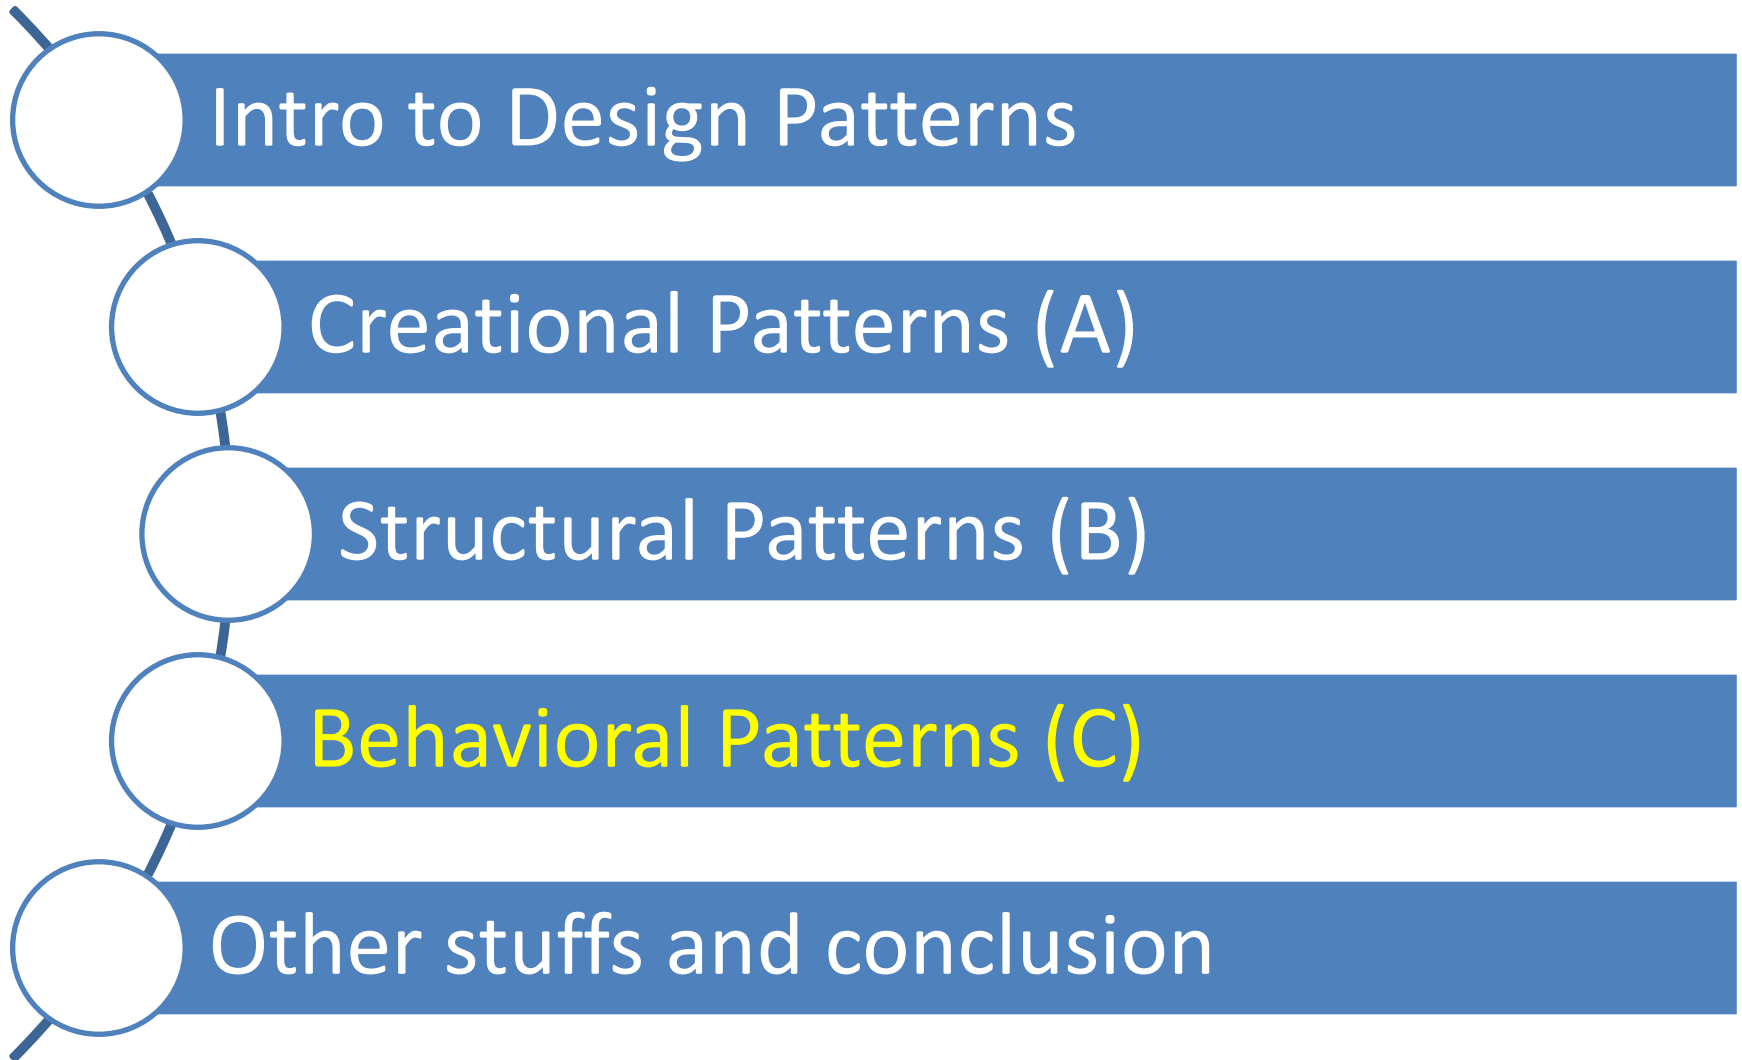 Intro to Design Patterns
Creational Patterns (A)
Structural Patterns (B)
Behavioral Patterns (C)
Other stuffs and conclusion